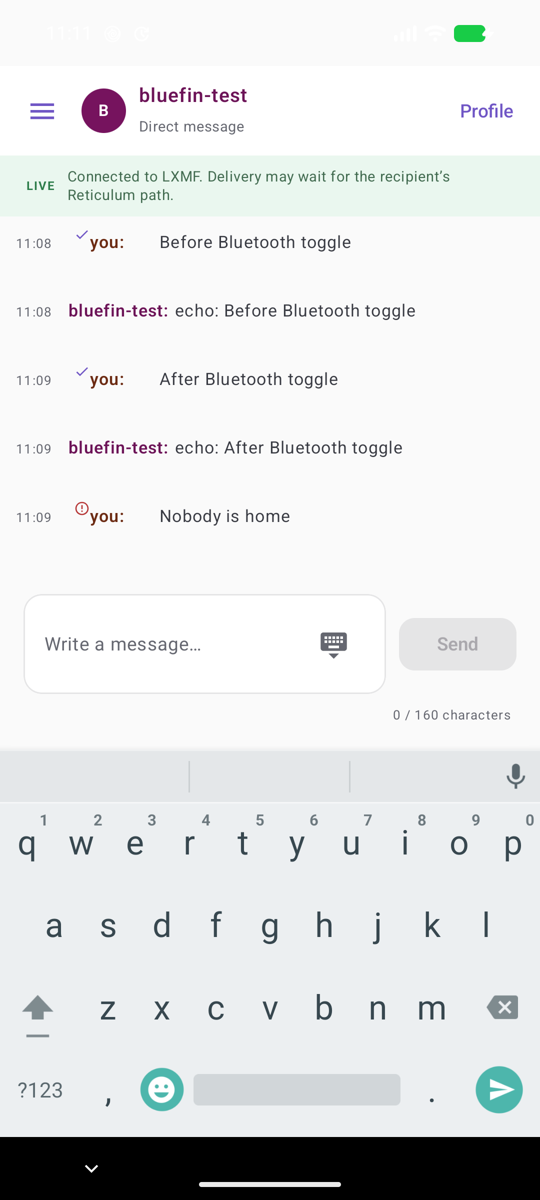 11:11
B
bluefin-test
Direct message
Profile
LIVE
Connected to LXMF. Delivery may wait for the recipient's
Reticulum path.
11:08 you: Before Bluetooth toggle
11:08 bluefin-test: echo: Before Bluetooth toggle
11:09 you: After Bluetooth toggle
11:09 bluefin-test: echo: After Bluetooth toggle
11:09 you: Nobody is home
Write a message…
Send
0 / 160 characters
1 2 3 4 5 6 7 8 9 0
q w e r t y u i o p
a s d f g h j k l
z x c v b n m
?123 , .